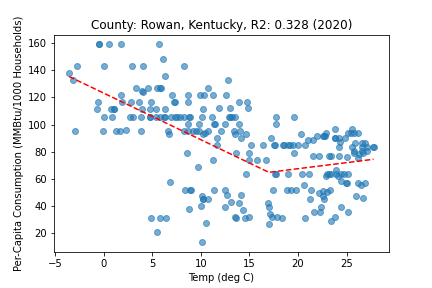 County: Rowan, Kentucky, R2: 0.328 (2020)
Per-Capita Consumption (MMBtu/1000 Households)
160
140
120
100
80
60
40
20
−5 0 5 10 15 20 25
Temp (deg C)